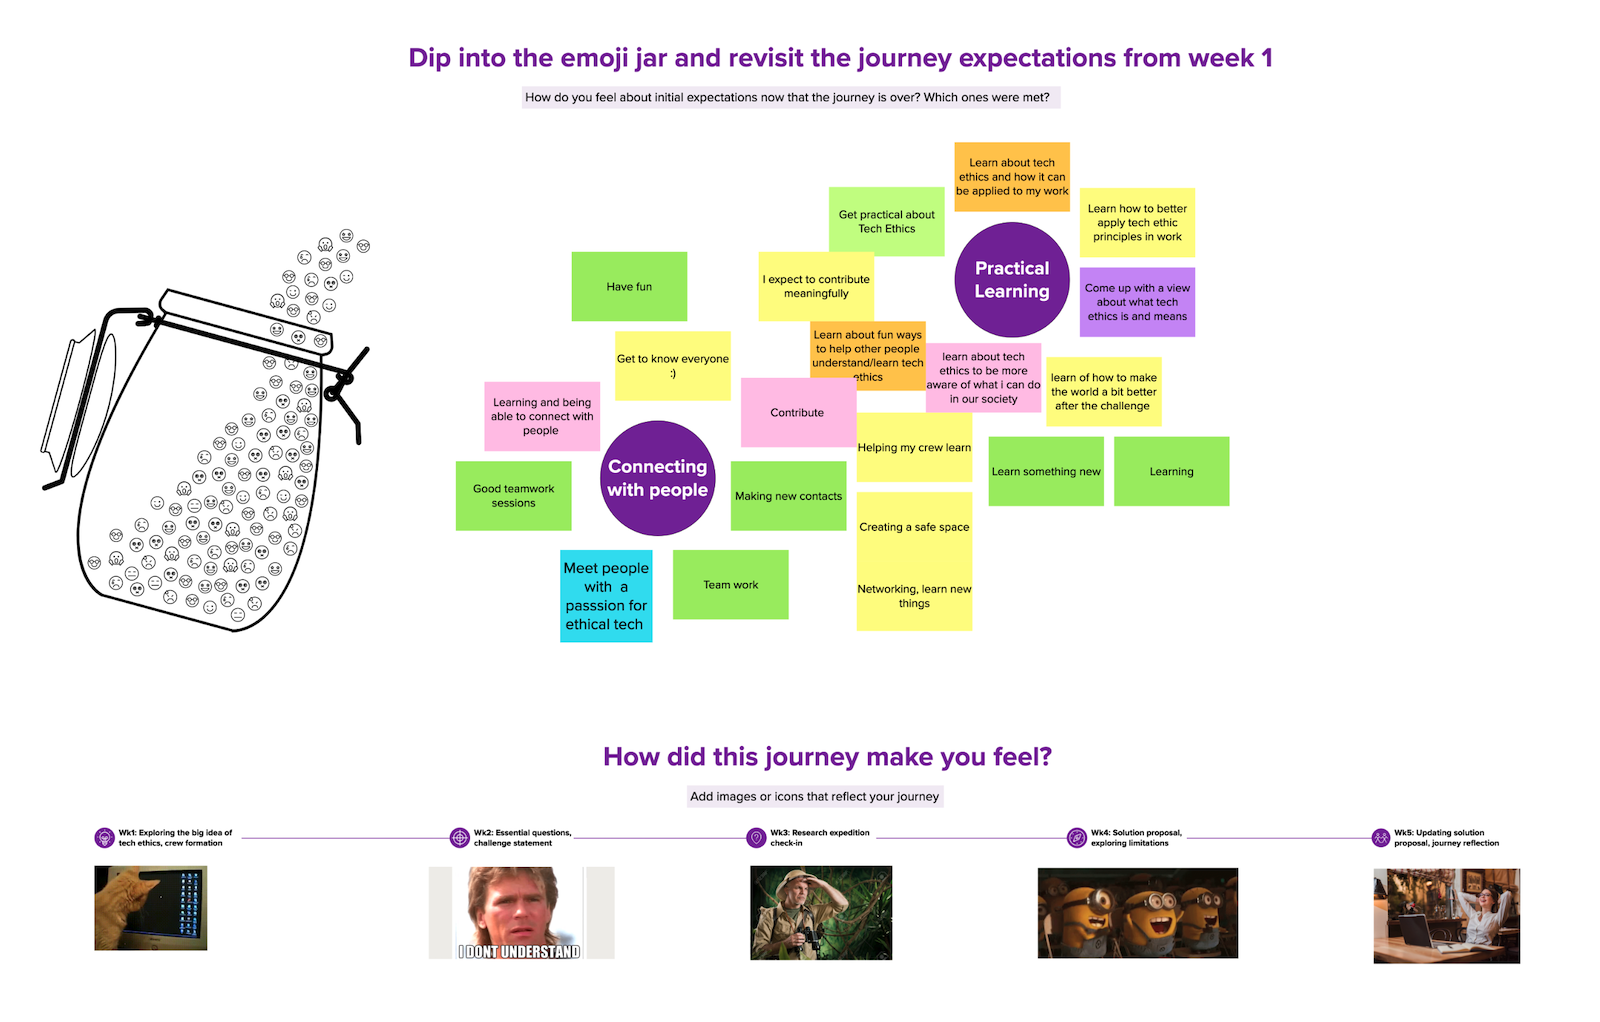 Dip into the emoji jar and revisit the journey expectations from week 1
How do you feel about initial expectations now that the journey is over? Which ones were met?
Learn about tech
ethics and how it can
be applied to my work
Get practical about
Tech Ethics
Learn how to better
apply tech ethic
principles in work
Practical
Learning
Have fun
I expect to contribute
meaningfully
Come up with a view
about what tech
ethics is and means
Get to know everyone
:)
Learn about fun ways
to help other people
understand/learn tech
ethics
learn about tech
ethics to be more
aware of what i can do
in our society
learn of how to make
the world a bit better
after the challenge
Learning and being
able to connect with
people
Contribute
Helping my crew learn
Connecting
with people
Good teamwork
sessions
Making new contacts
Learn something new
Learning
Creating a safe space
Meet people
with a
passsion for
ethical tech
Team work
Networking, learn new
things
How did this journey make you feel?
Add images or icons that reflect your journey
Wk1: Exploring the big idea of
tech ethics, crew formation
Wk2: Essential questions,
challenge statement
Wk3: Research expedition
check-in
Wk4: Solution proposal,
exploring limitations
Wk5: Updating solution
proposal, journey reflection
I DONT UNDERSTAND